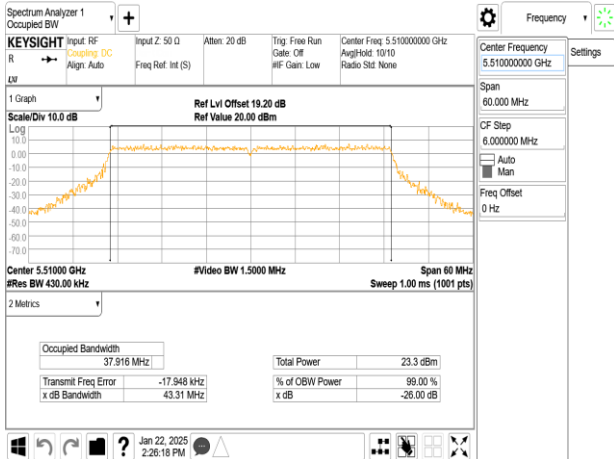 Spectrum Analyzer 1
Occupied BW
Frequency
KEYSIGHT
R
Input: RF
Coupling: DC
Align: Auto
Input Z: 50 Ω
Freq Ref: Int (S)
Atten: 20 dB
Trig: Free Run
Gate: Off
#IF Gain: Low
Center Freq: 5.510000000 GHz
Avg|Hold: 10/10
Radio Std: None
Center Frequency
5.510000000 GHz
Settings
Span
60.000 MHz
CF Step
6.000000 MHz
Auto
Man
Freq Offset
0 Hz
1 Graph
Scale/Div 10.0 dB
Ref Lvl Offset 19.20 dB
Ref Value 20.00 dBm
Log
10.0
0.00
-10.0
-20.0
-30.0
-40.0
-50.0
-60.0
-70.0
Center 5.51000 GHz
#Res BW 430.00 kHz
#Video BW 1.5000 MHz
Span 60 MHz
Sweep 1.00 ms (1001 pts)
2 Metrics
Occupied Bandwidth
37.916 MHz
Transmit Freq Error -17.948 kHz
x dB Bandwidth 43.31 MHz
Total Power 23.3 dBm
% of OBW Power 99.00 %
x dB -26.00 dB
?
Jan 22, 2025
2:26:18 PM